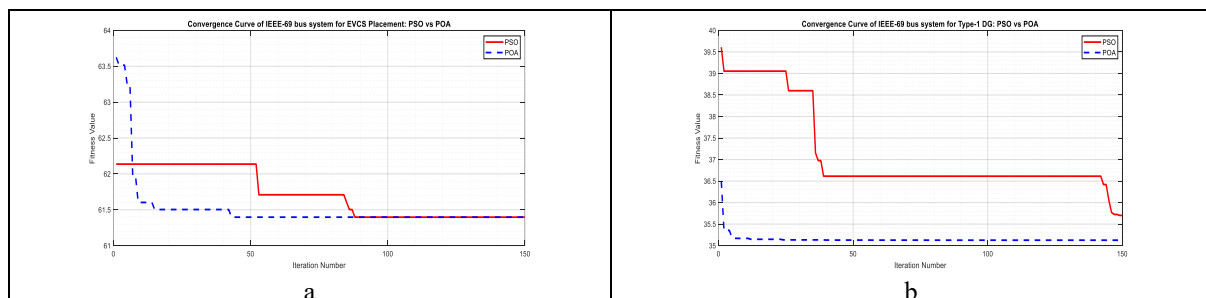 Convergence Curve of IEEE-69 bus system for EVCS Placement: PSO vs POA
64
63.5
63
62.5
62
61.5
61
Fitness Value
PSO
POA
0
50
100
150
Iteration Number
a
Convergence Curve of IEEE-69 bus system for Type-1 DG: PSO vs POA
40
39.5
39
38.5
38
37.5
37
36.5
36
35.5
35
Fitness Value
PSO
POA
0
50
100
150
Iteration Number
b